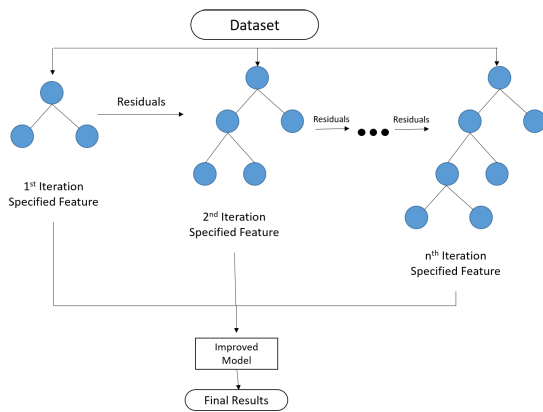 Dataset
Residuals
Residuals
Residuals
1st Iteration
Specified Feature
2nd Iteration
Specified Feature
nth Iteration
Specified Feature
Improved
Model
Final Results